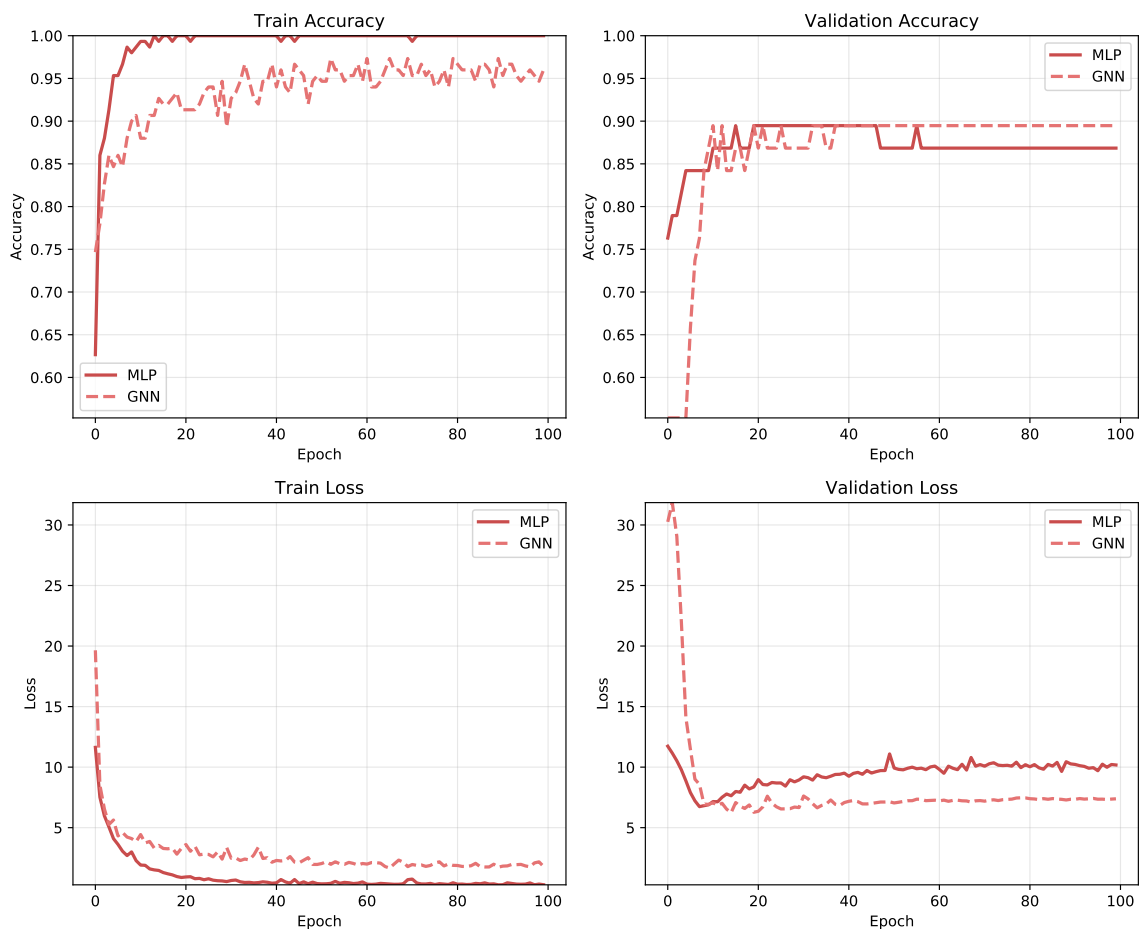 Train Accuracy
1.00
0.95
0.90
0.85
0.80
0.75
0.70
0.65
0.60
Accuracy
MLP
GNN
0 20 40 60 80 100
Epoch
Validation Accuracy
1.00
0.95
0.90
0.85
0.80
0.75
0.70
0.65
0.60
Accuracy
MLP
GNN
0 20 40 60 80 100
Epoch
Train Loss
30
25
20
15
10
5
Loss
MLP
GNN
0 20 40 60 80 100
Epoch
Validation Loss
30
25
20
15
10
5
Loss
MLP
GNN
0 20 40 60 80 100
Epoch